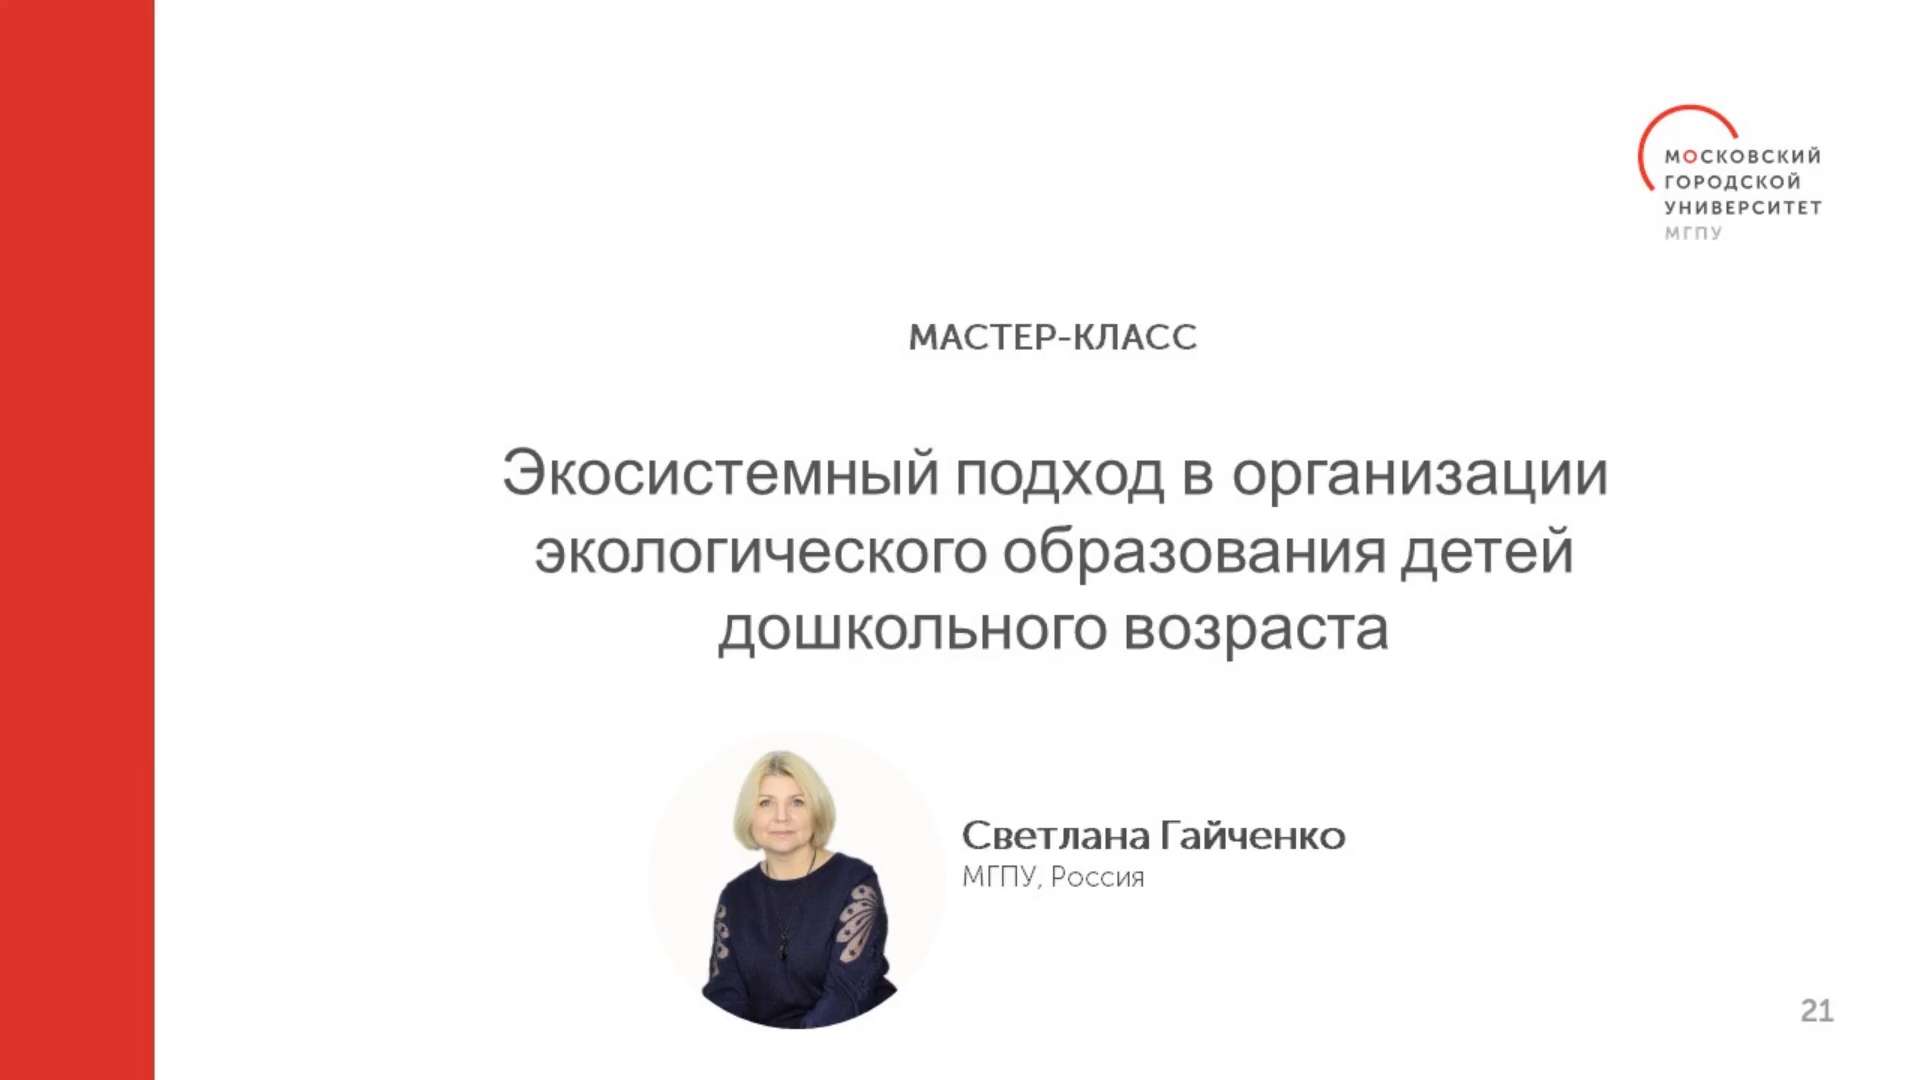 МОСКОВСКИЙ
ГОРОДСКОЙ
УНИВЕРСИТЕТ
МГПУ
МАСТЕР-КЛАСС
Экосистемный подход в организации
экологического образования детей
дошкольного возраста
Светлана Гайченко
МГПУ, Россия
21